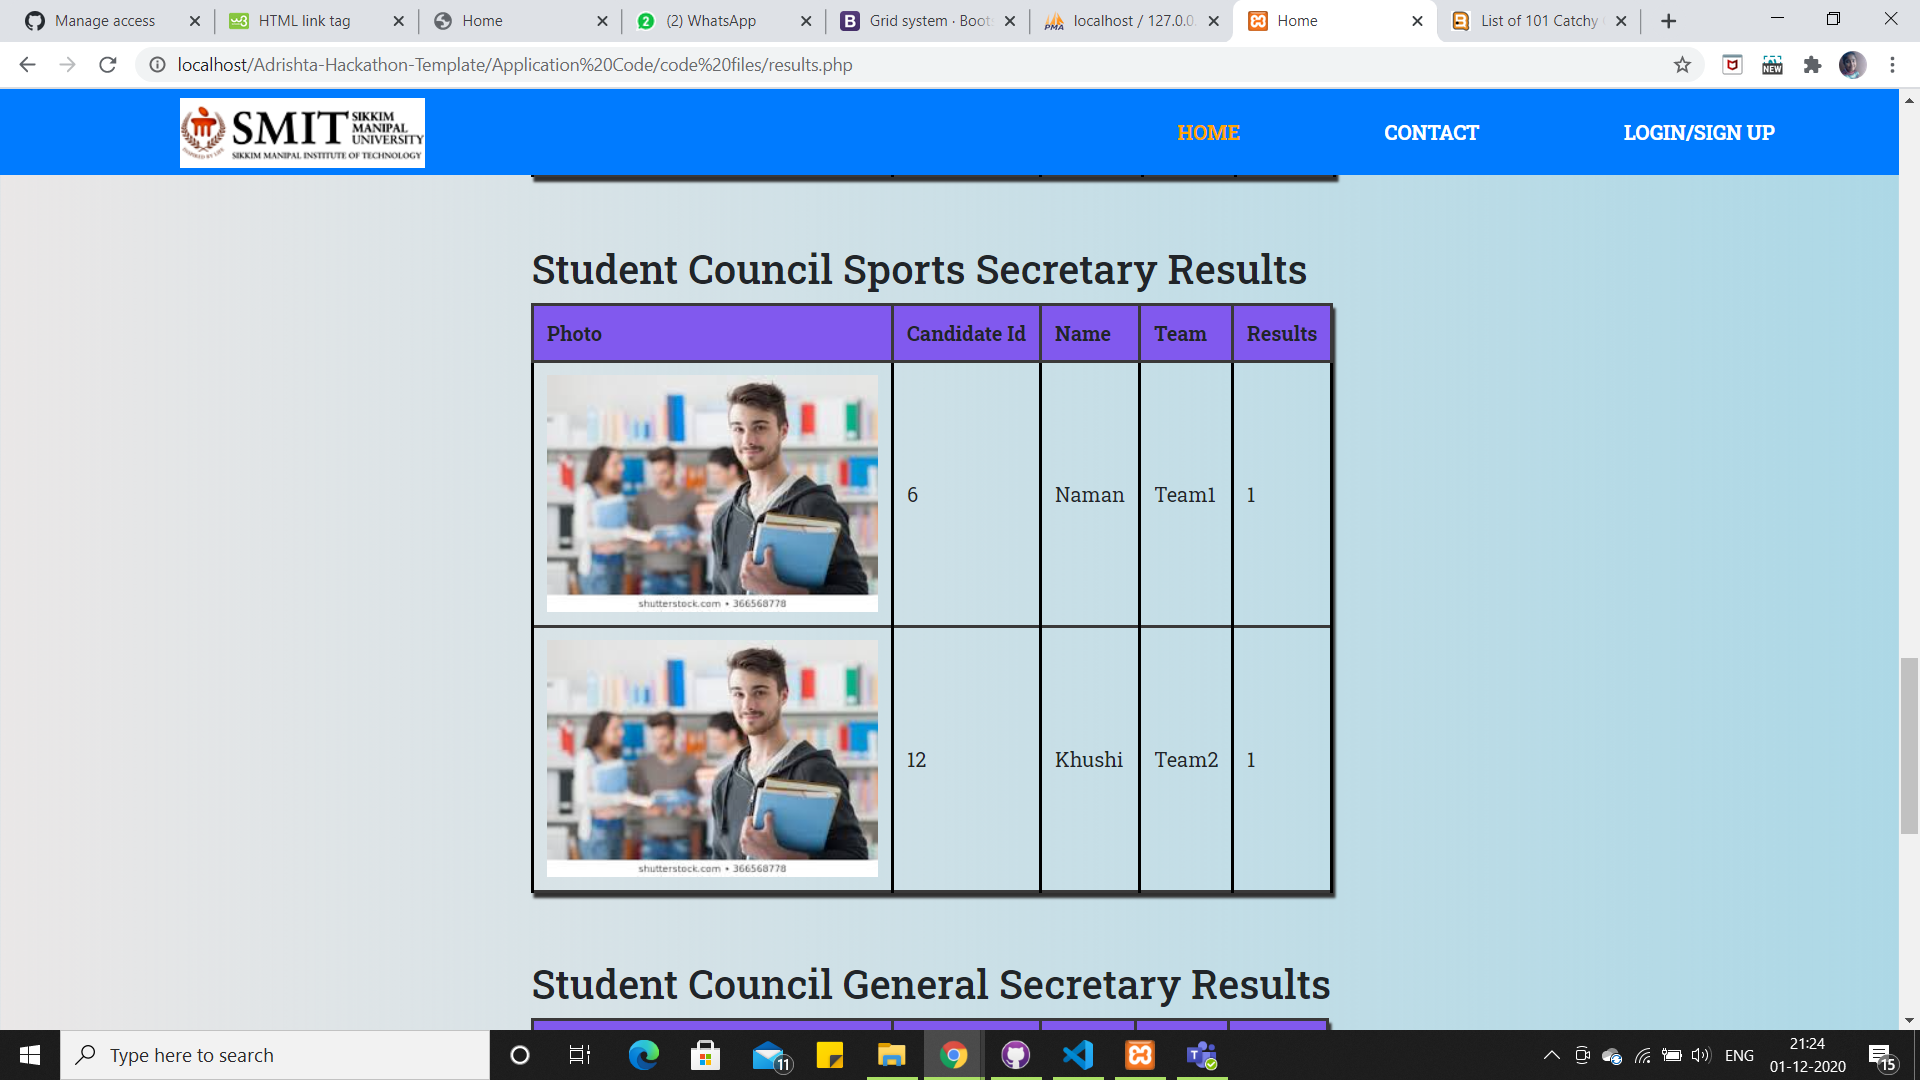 Manage access
HTML link tag
Home
(2) WhatsApp
Grid system · Boot
localhost / 127.0.0.
Home
List of 101 Catchy
localhost/Adrishta-Hackathon-Template/Application%20Code/code%20files/results.php
NEW
SMIT SIKKIM MANIPAL UNIVERSITY
SIKKIM MANIPAL INSTITUTE OF TECHNOLOGY
INSPIRED BY LIFE
HOME CONTACT LOGIN/SIGN UP
Student Council Sports Secretary Results
Photo Candidate Id Name Team Results
6 Naman Team1 1
shutterstock.com • 366568778
12 Khushi Team2 1
shutterstock.com • 366568778
Student Council General Secretary Results
Type here to search
11
ENG
21:24
01-12-2020
15